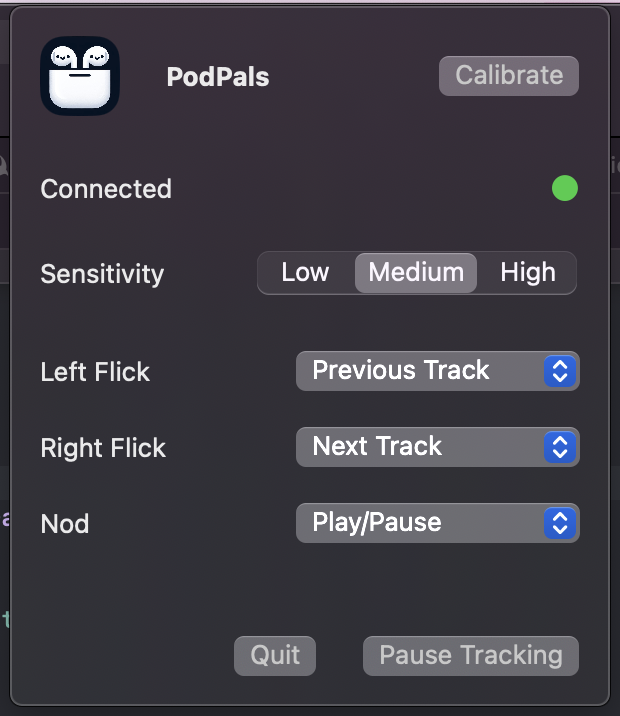 PodPals
Calibrate
Connected
Sensitivity
Low
Medium
High
Left Flick
Previous Track
Right Flick
Next Track
Nod
Play/Pause
Quit
Pause Tracking